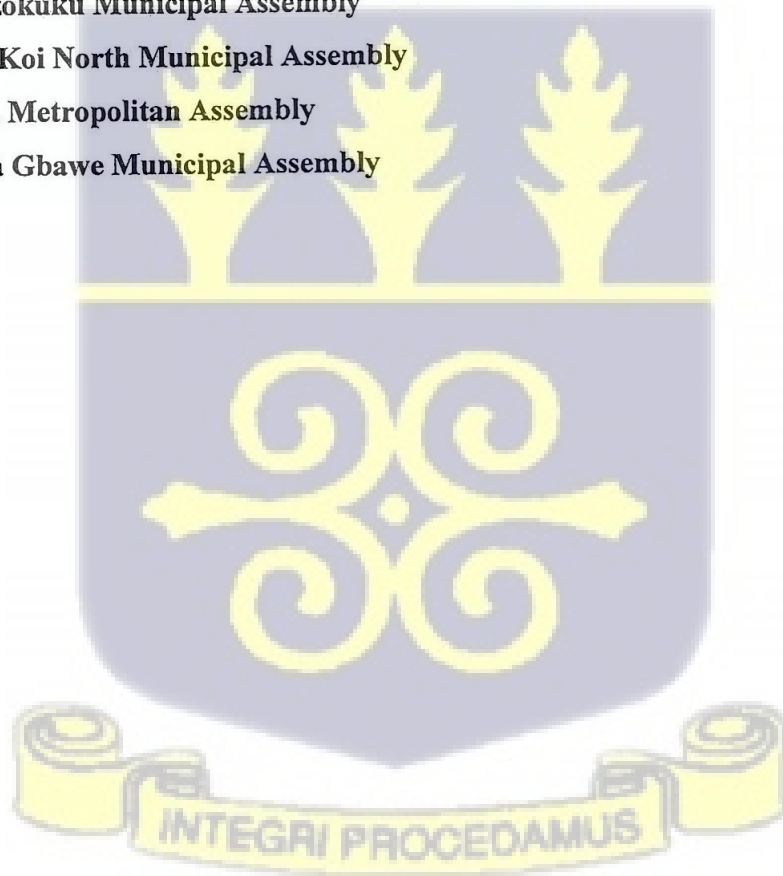 okuku Municipal Assembly
Koi North Municipal Assembly
Metropolitan Assembly
Gbawe Municipal Assembly
INTEGRI PROCEDAMUS